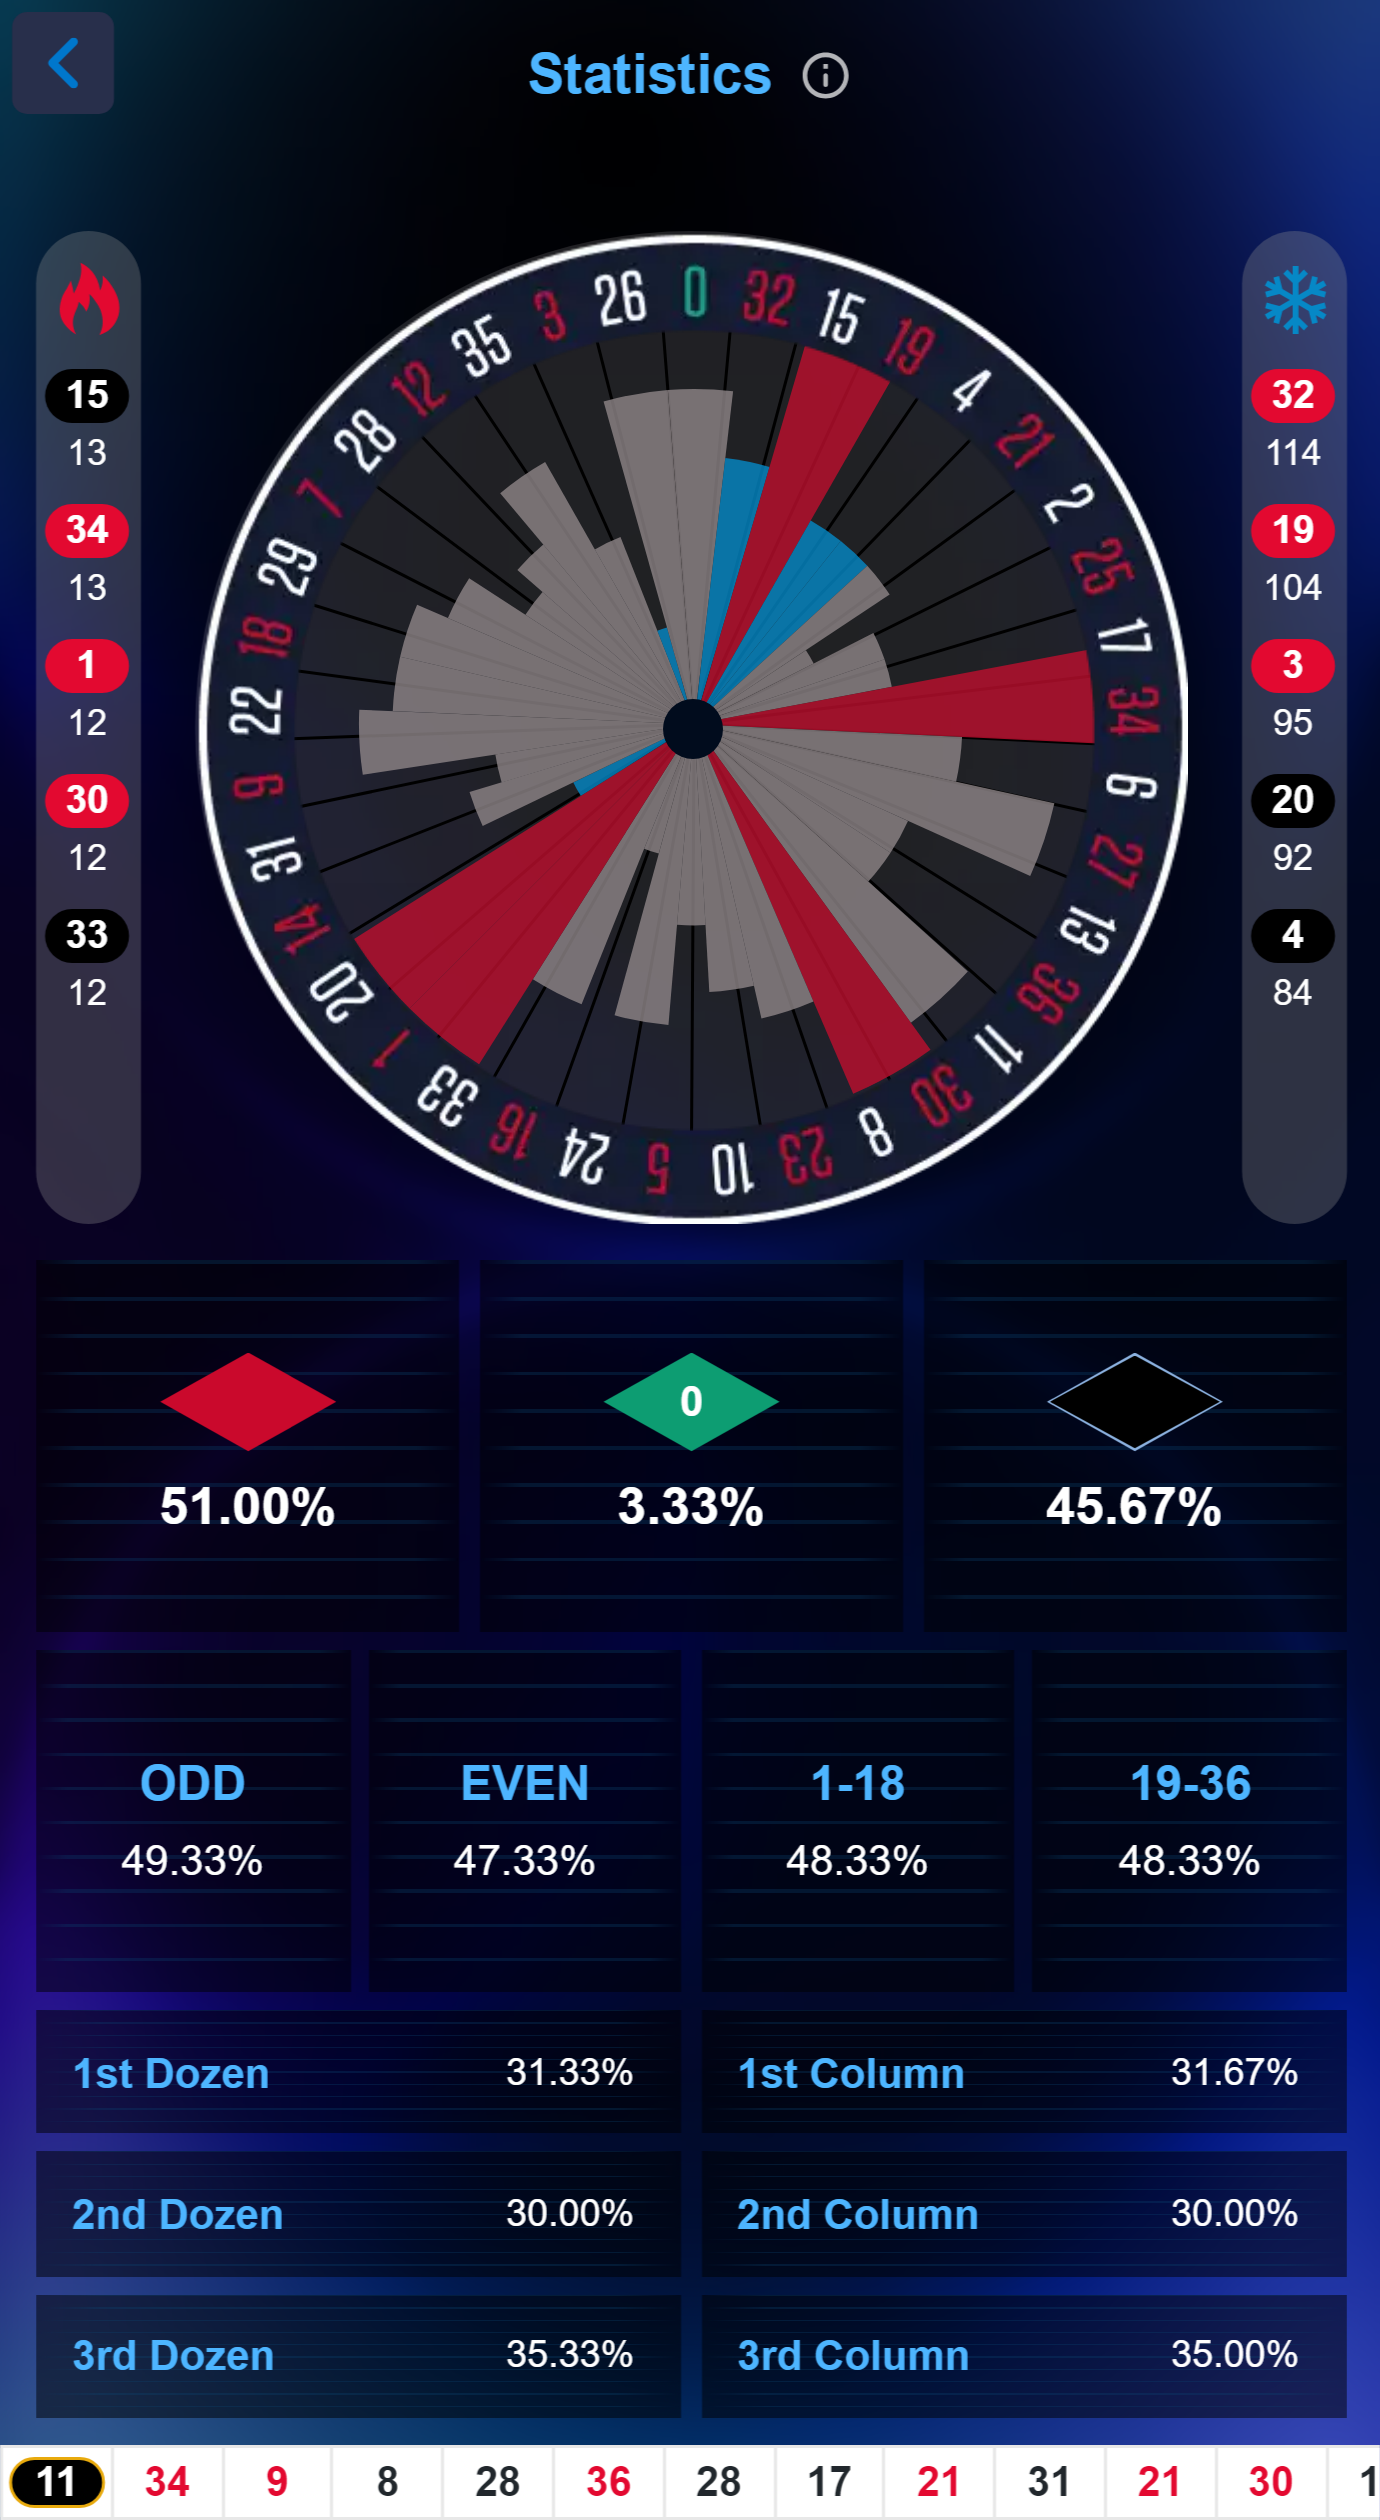 Statistics
26 0 32 15 19 4 21 2 25 17 34 6 27 13 36 11 30 8 23 10 5 24 16 33 1 20 14 31 9 22 18 29 7 28 12 35 3
15
13
34
13
1
12
30
12
33
12
32
114
19
104
3
95
20
92
4
84
0
51.00% 3.33% 45.67%
ODD EVEN 1-18 19-36
49.33% 47.33% 48.33% 48.33%
1st Dozen 31.33% 1st Column 31.67%
2nd Dozen 30.00% 2nd Column 30.00%
3rd Dozen 35.33% 3rd Column 35.00%
11 34 9 8 28 36 28 17 21 31 21 30